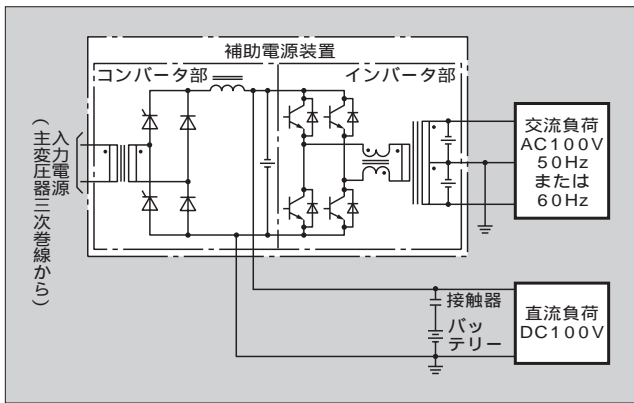 補助電源装置
コンバータ部
インバータ部
入力電源
(主変圧器三次巻線から)
交流負荷
AC100V
50Hz
または
60Hz
接触器
バッ
テリー
直流負荷
DC100V